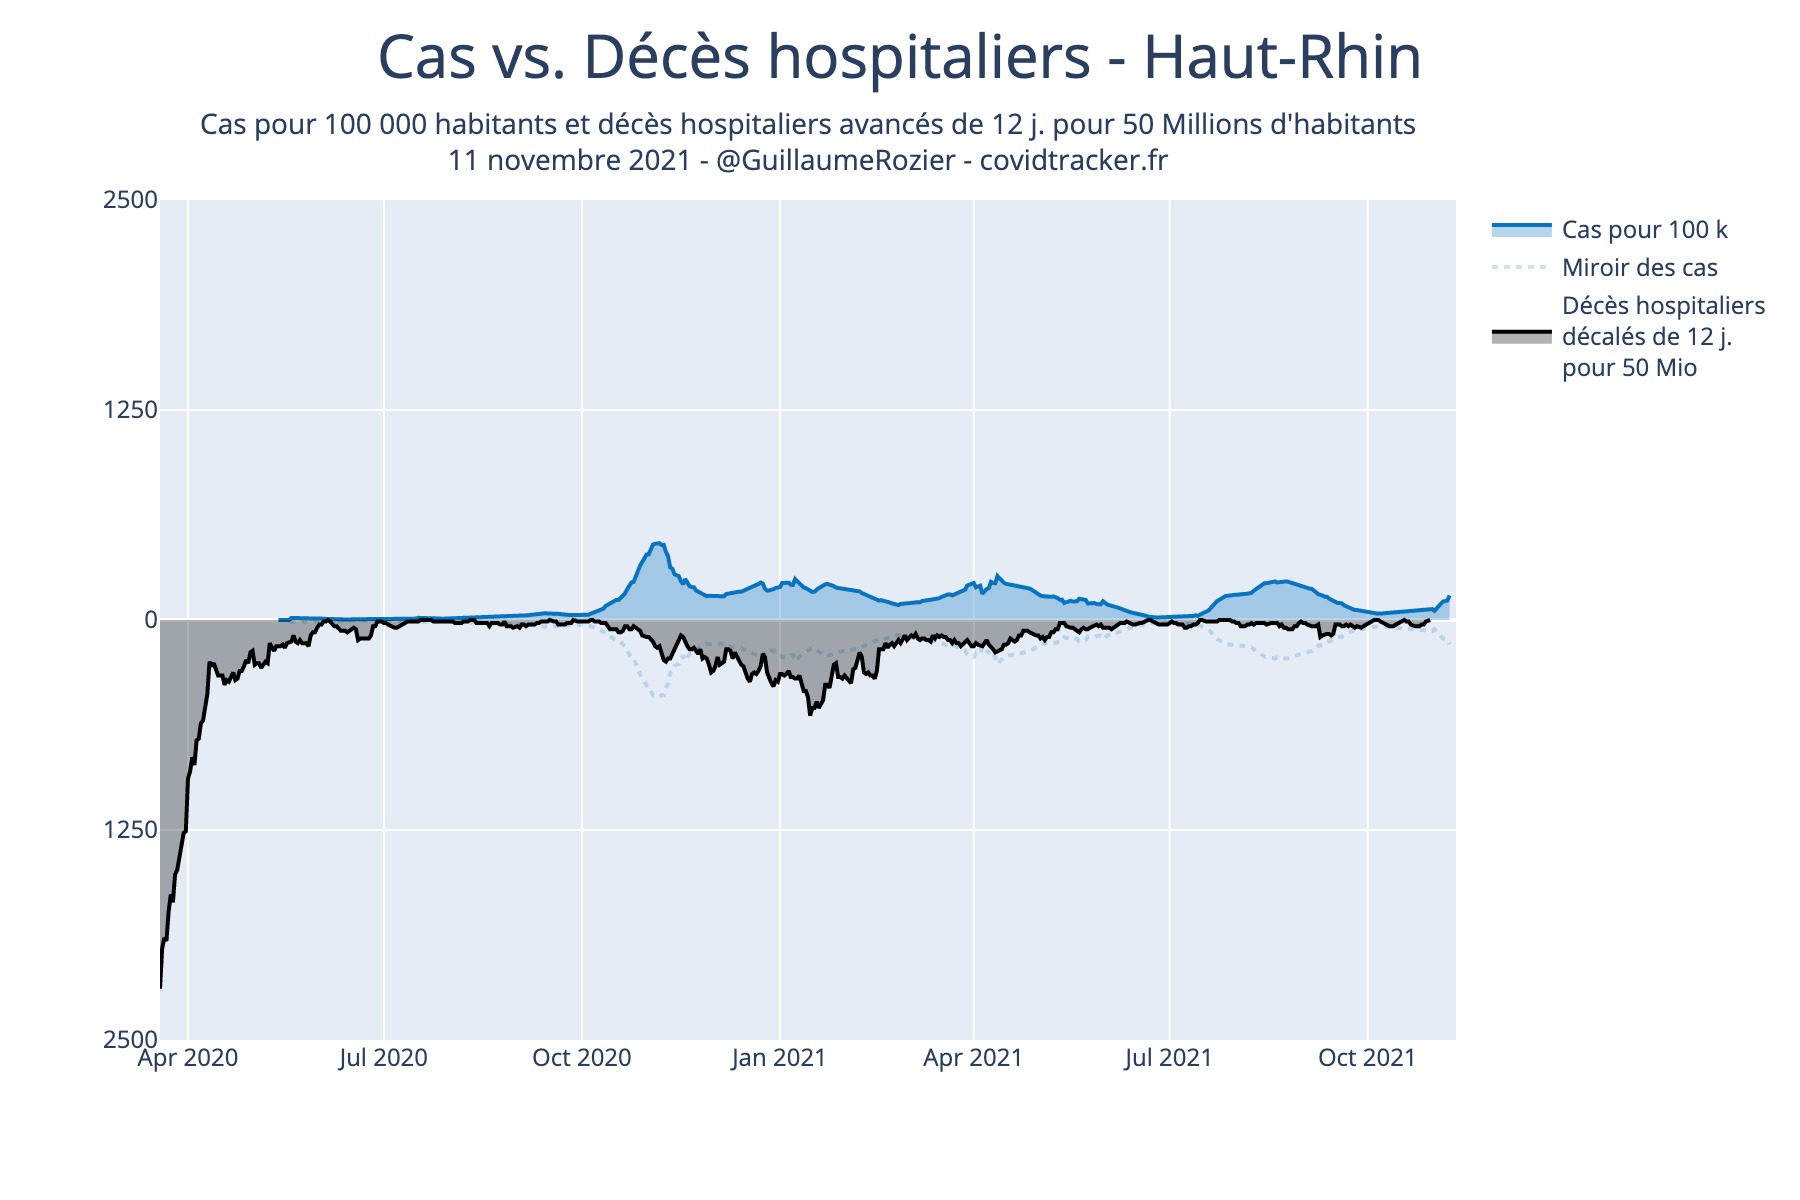 Cas vs. Décès hospitaliers - Haut-Rhin
Cas pour 100 000 habitants et décès hospitaliers avancés de 12 j. pour 50 Millions d'habitants
11 novembre 2021 - @GuillaumeRozier - covidtracker.fr
2500
1250
0
1250
2500
Apr 2020
Jul 2020
Oct 2020
Jan 2021
Apr 2021
Jul 2021
Oct 2021
Cas pour 100 k
Miroir des cas
Décès hospitaliers
décalés de 12 j.
pour 50 Mio